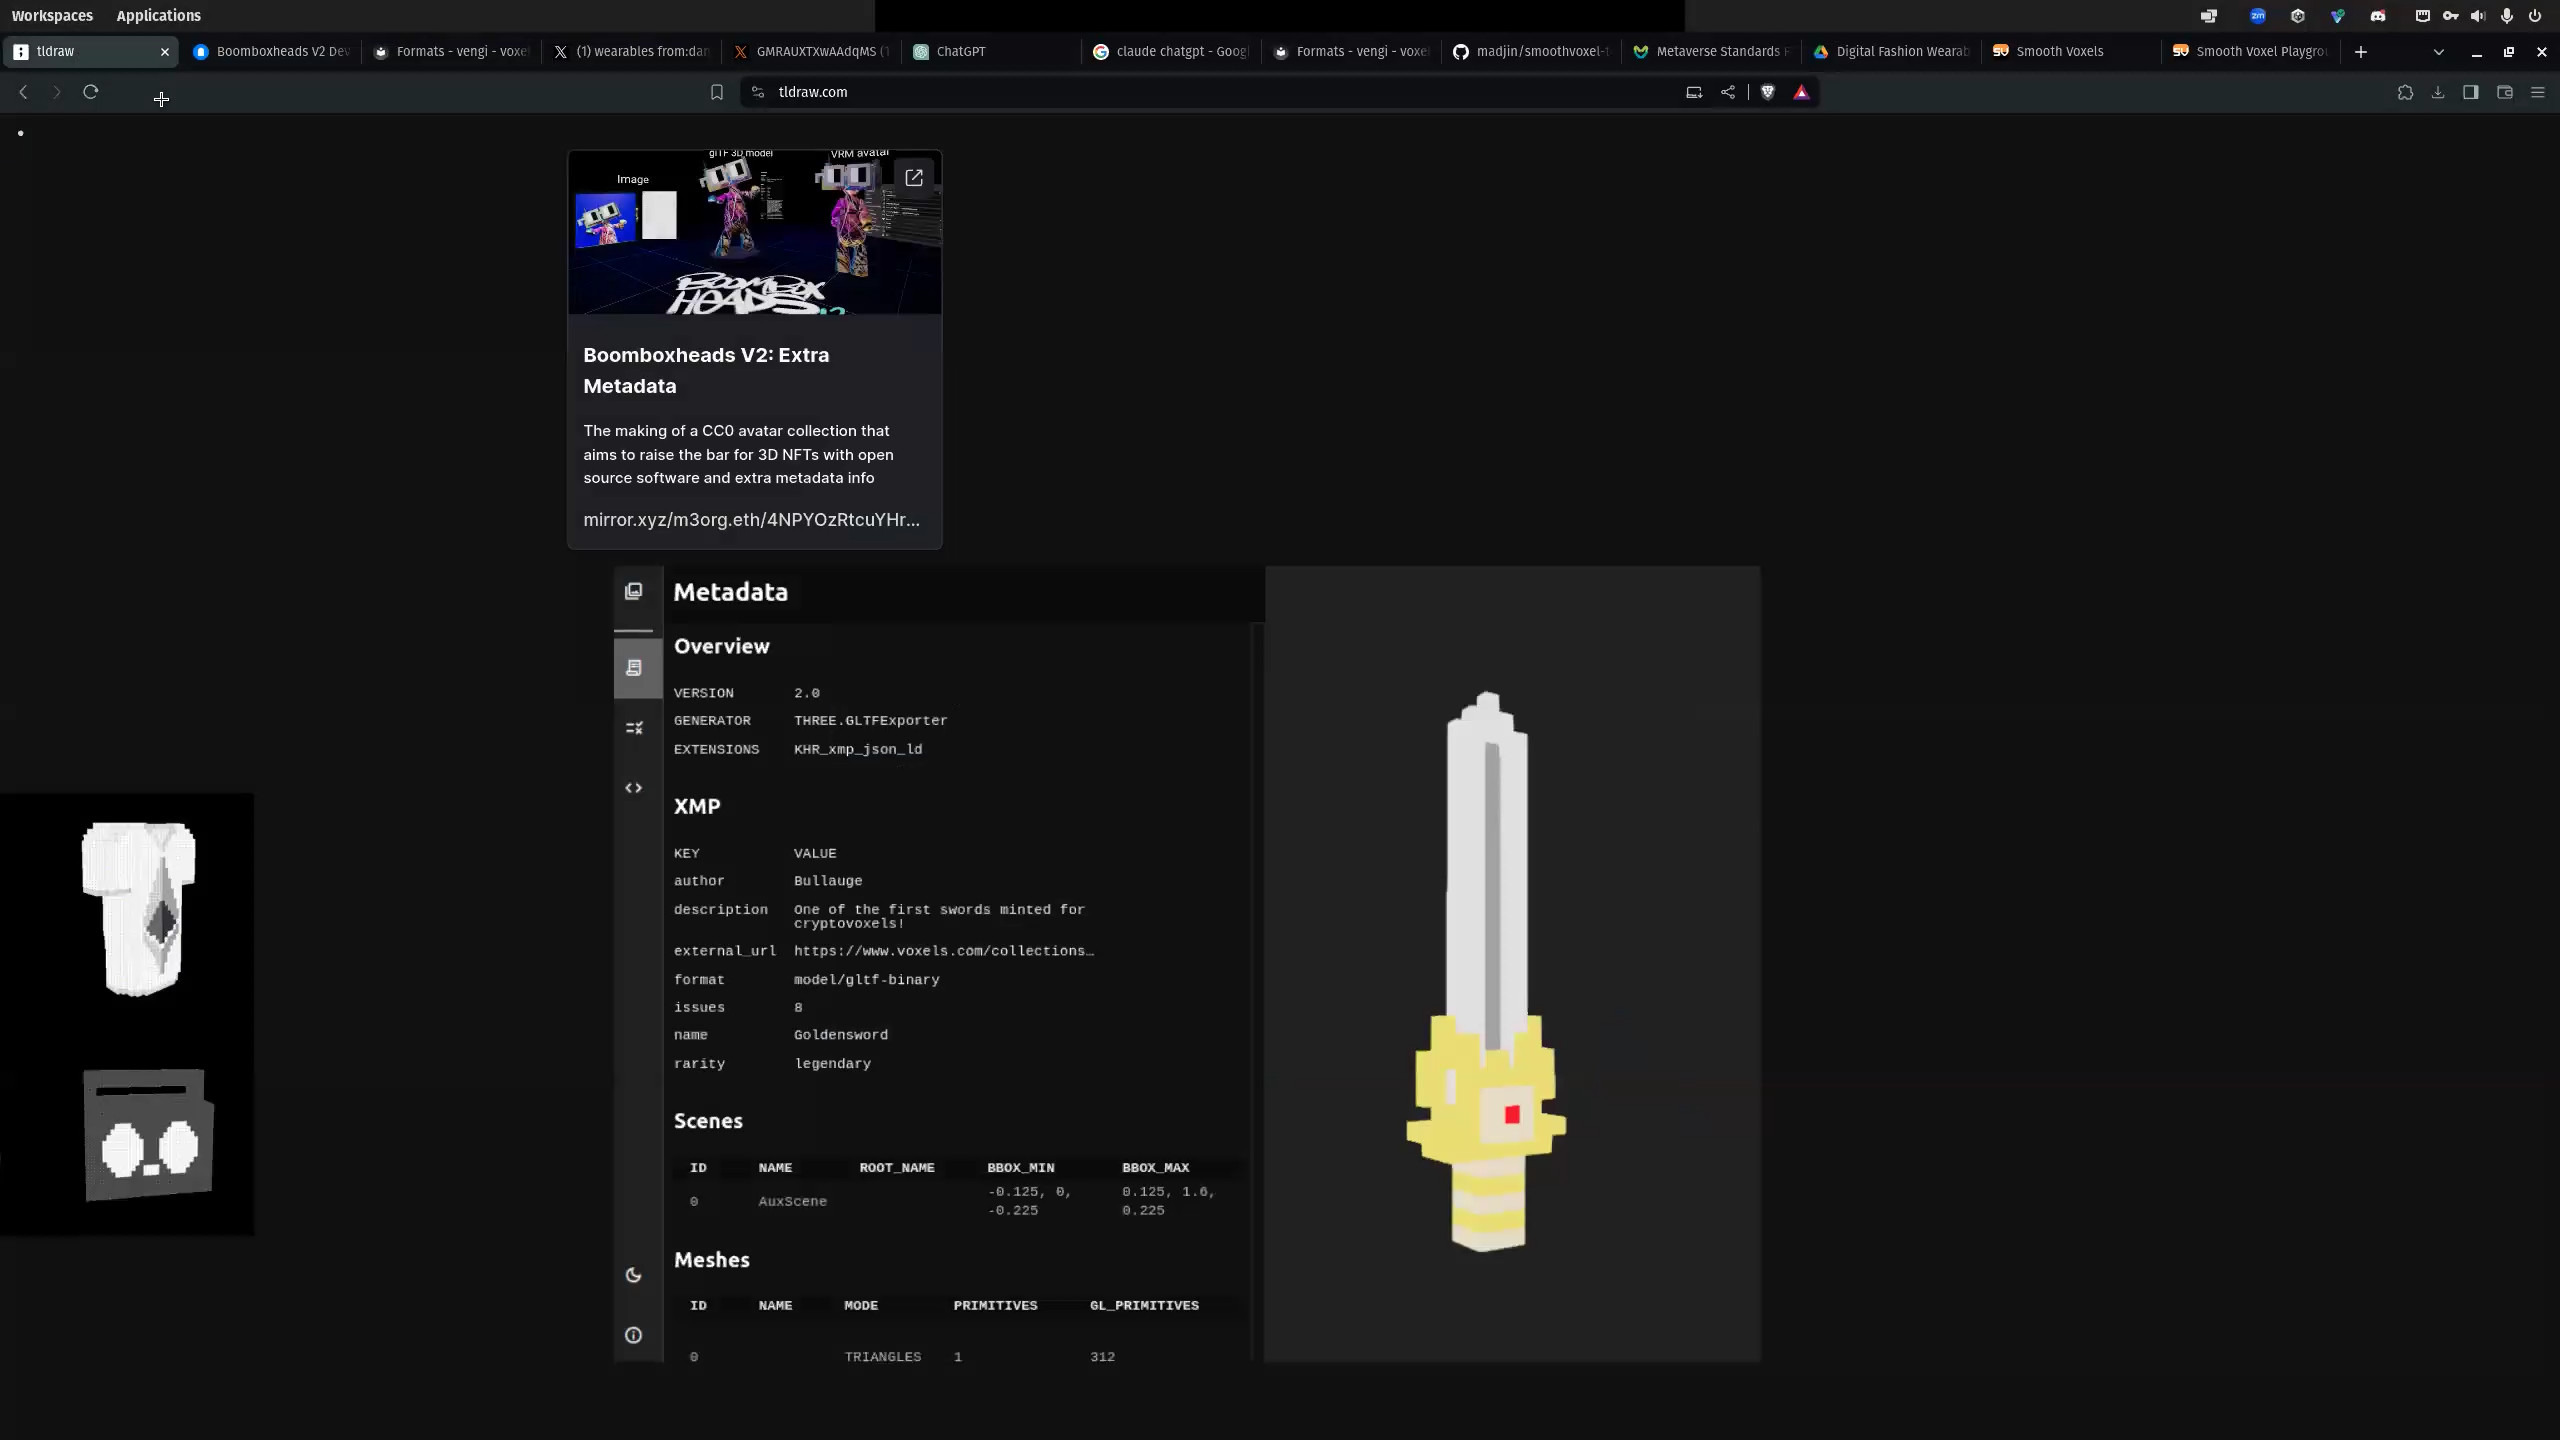 Workspaces Applications
tldraw
Boomboxheads V2 Dev
Formats - vengi - voxe
(1) wearables from:dan
GMRAUXTXwAAdqMS (1
ChatGPT
claude chatgpt - Googl
Formats - vengi - voxe
madjin/smoothvoxel-t
Metaverse Standards F
Digital Fashion Wearab
Smooth Voxels
Smooth Voxel Playgrou
tldraw.com
Image
glTF 3D model
VRM avatar
BOOMBOX
HEADS
Boomboxheads V2: Extra
Metadata
The making of a CC0 avatar collection that
aims to raise the bar for 3D NFTs with open
source software and extra metadata info
mirror.xyz/m3org.eth/4NPYOzRtcuYHr...
Metadata
Overview
VERSION 2.0
GENERATOR THREE.GLTFExporter
EXTENSIONS KHR_xmp_json_ld
XMP
KEY VALUE
author Bullauge
description One of the first swords minted for
cryptovoxels!
external_url https://www.voxels.com/collections…
format model/gltf-binary
issues 8
name Goldensword
rarity legendary
Scenes
ID NAME ROOT_NAME BBOX_MIN BBOX_MAX
0 AuxScene -0.125, 0, 0.125, 1.6,
-0.225 0.225
Meshes
ID NAME MODE PRIMITIVES GL_PRIMITIVES
0 TRIANGLES 1 312